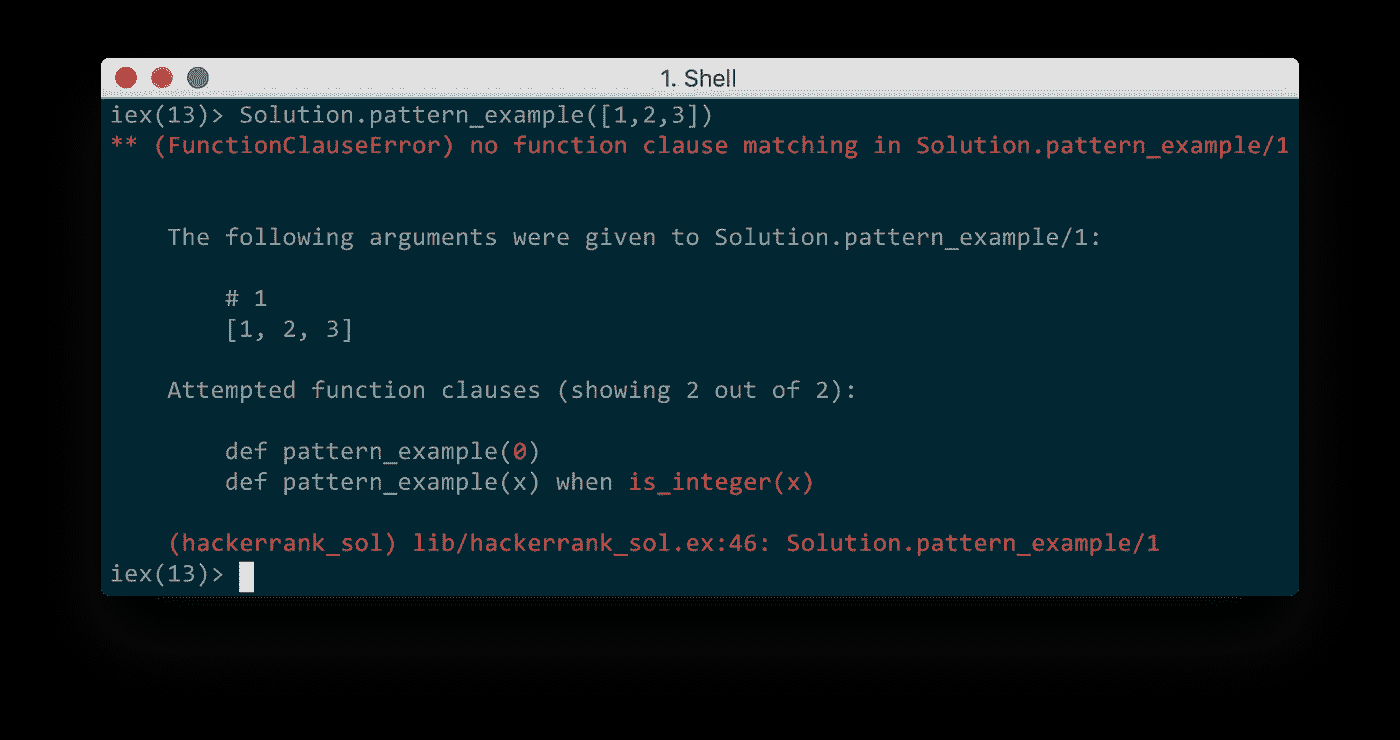 1. Shell
iex(13)> Solution.pattern_example([1,2,3])
** (FunctionClauseError) no function clause matching in Solution.pattern_example/1
The following arguments were given to Solution.pattern_example/1:
# 1
[1, 2, 3]
Attempted function clauses (showing 2 out of 2):
def pattern_example(0)
def pattern_example(x) when is_integer(x)
(hackerrank_sol) lib/hackerrank_sol.ex:46: Solution.pattern_example/1
iex(13)>